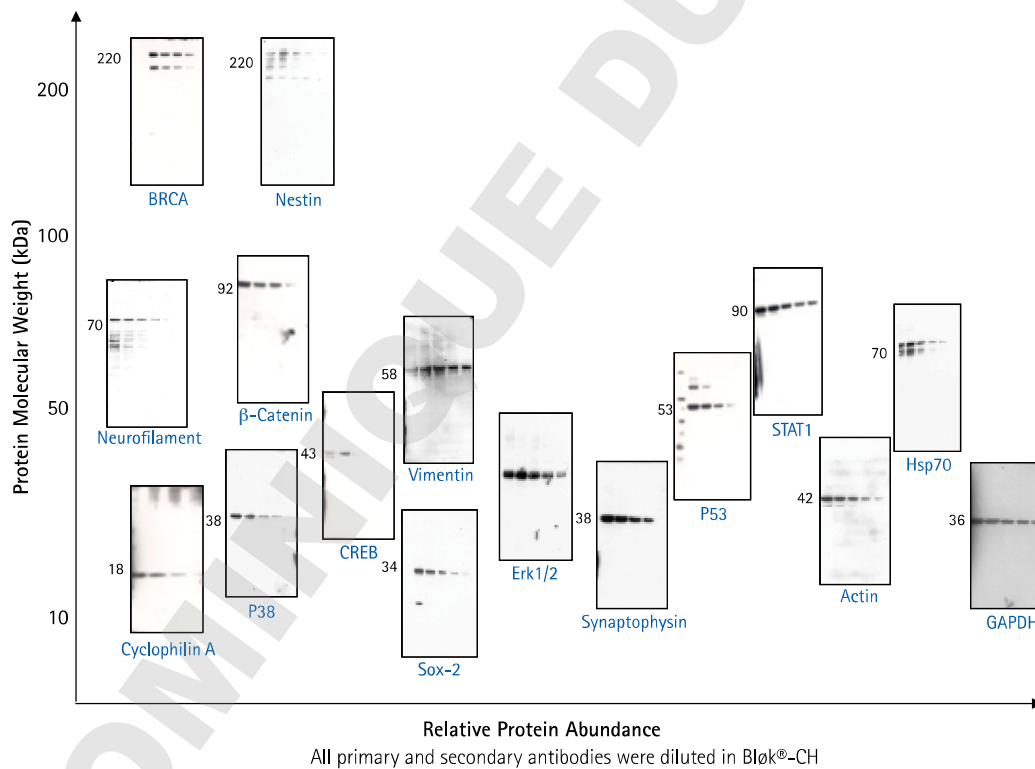 Protein Molecular Weight (kDa)
200
100
50
10
220
BRCA
220
Nestin
70
Neurofilament
92
β-Catenin
58
Vimentin
90
STAT1
70
Hsp70
53
P53
43
CREB
18
Cyclophilin A
38
P38
34
Sox-2
Erk1/2
38
Synaptophysin
42
Actin
36
GAPDH
Relative Protein Abundance
All primary and secondary antibodies were diluted in Bløk®-CH
OMINIQUE DU